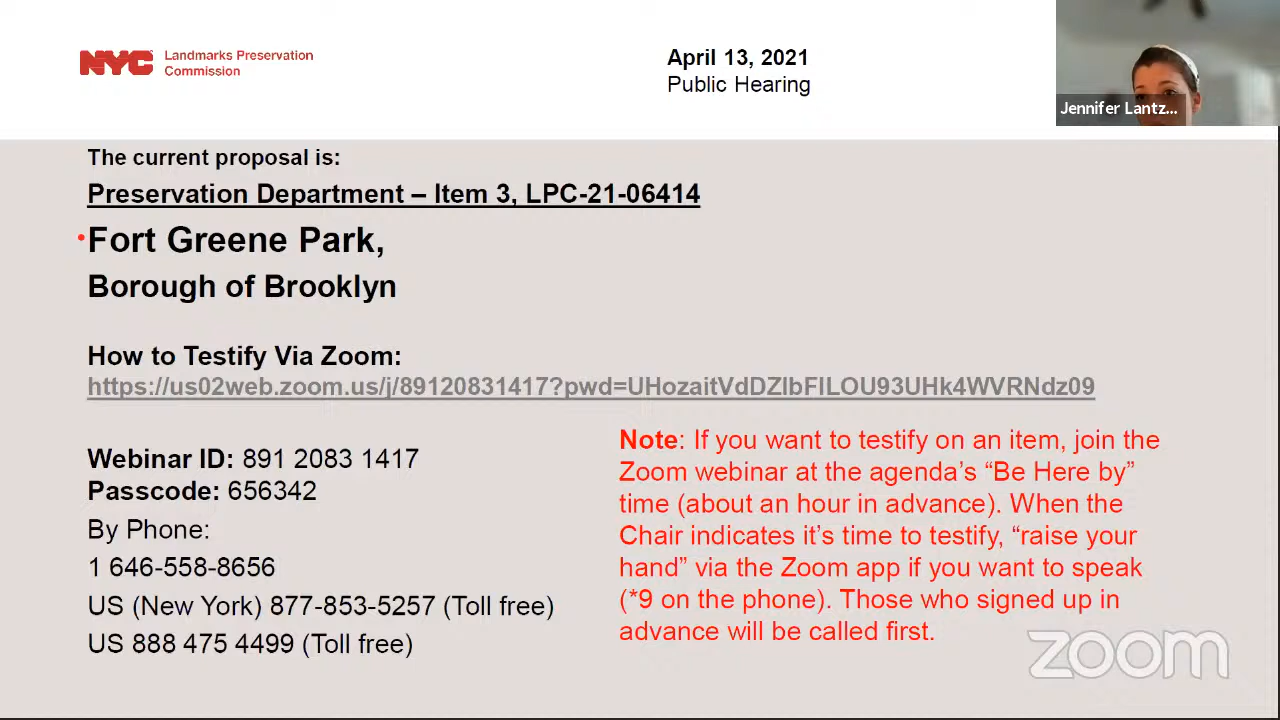 NYC Landmarks Preservation
Commission
April 13, 2021
Public Hearing
Jennifer Lantz...
The current proposal is:
Preservation Department – Item 3, LPC-21-06414
•Fort Greene Park,
Borough of Brooklyn
How to Testify Via Zoom:
https://us02web.zoom.us/j/89120831417?pwd=UHozaitVdDZIbFILOU93UHk4WVRNdz09
Webinar ID: 891 2083 1417
Passcode: 656342
By Phone:
1 646-558-8656
US (New York) 877-853-5257 (Toll free)
US 888 475 4499 (Toll free)
Note: If you want to testify on an item, join the
Zoom webinar at the agenda’s “Be Here by”
time (about an hour in advance). When the
Chair indicates it’s time to testify, “raise your
hand” via the Zoom app if you want to speak
(*9 on the phone). Those who signed up in
advance will be called first.
zoom